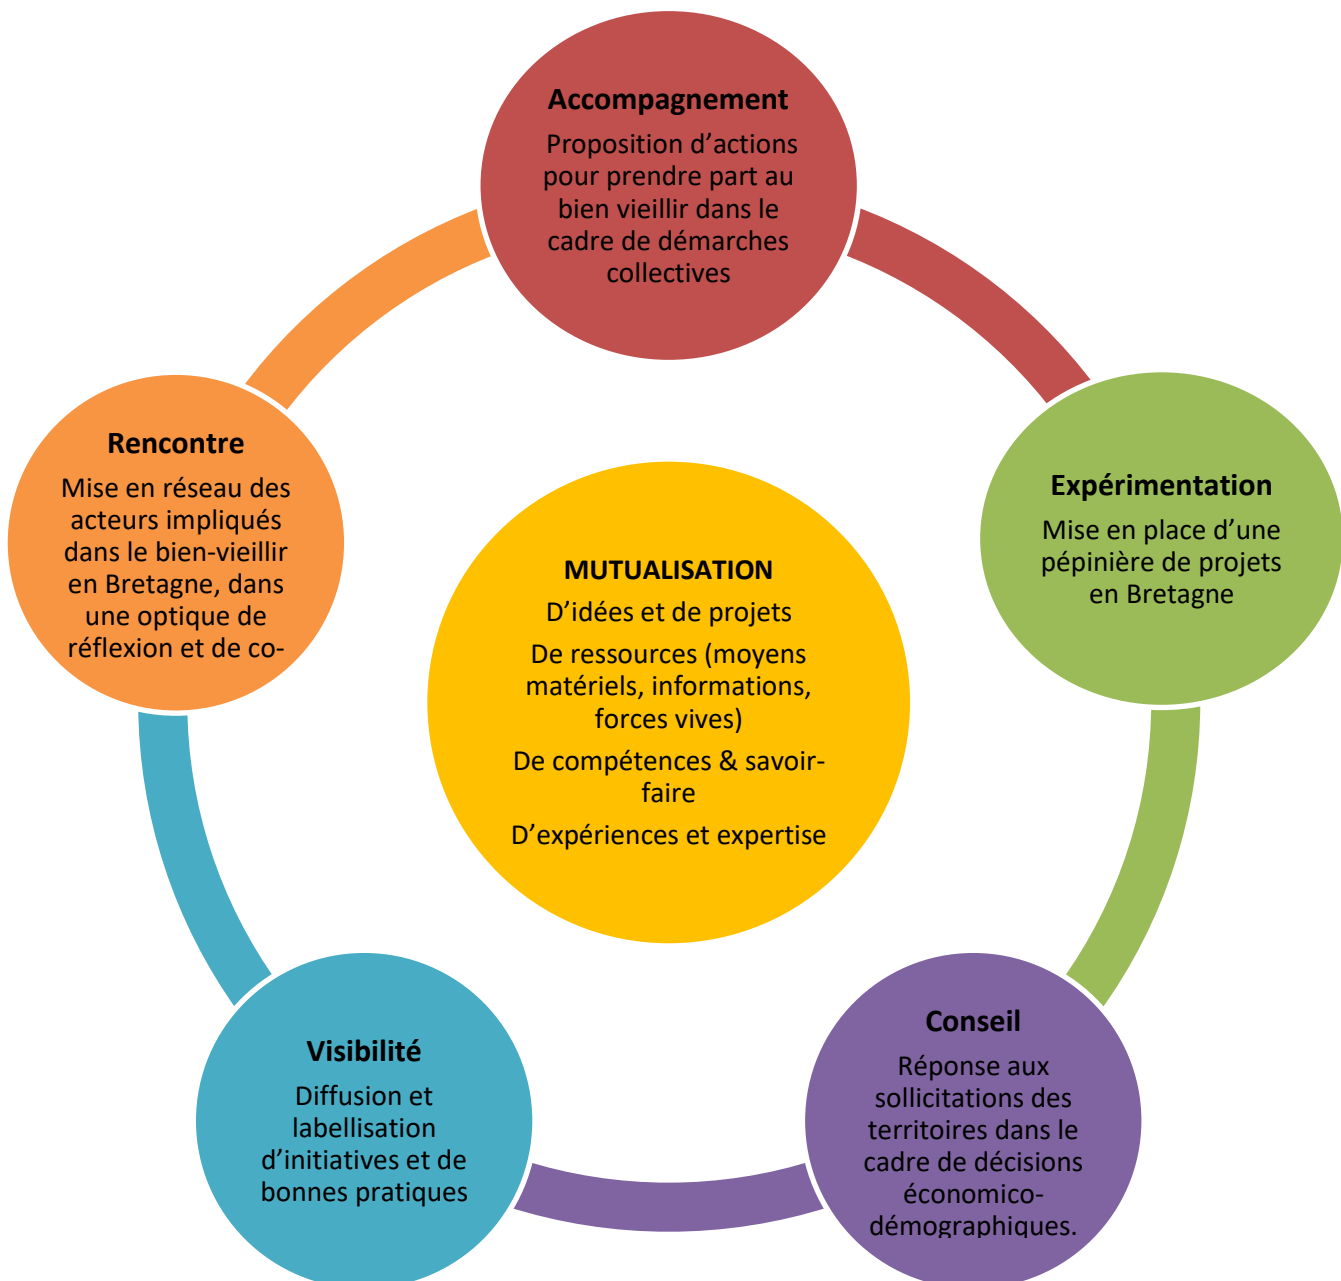 Accompagnement
Proposition d’actions
pour prendre part au
bien vieillir dans le
cadre de démarches
collectives
Rencontre
Mise en réseau des
acteurs impliqués
dans le bien-vieillir
en Bretagne, dans
une optique de
réflexion et de co-
Expérimentation
Mise en place d’une
pépinière de projets
en Bretagne
MUTUALISATION
D’idées et de projets
De ressources (moyens
matériels, informations,
forces vives)
De compétences & savoir-
faire
D’expériences et expertise
Visibilité
Diffusion et
labellisation
d’initiatives et de
bonnes pratiques
Conseil
Réponse aux
sollicitations des
territoires dans le
cadre de décisions
économico-
démographiques.